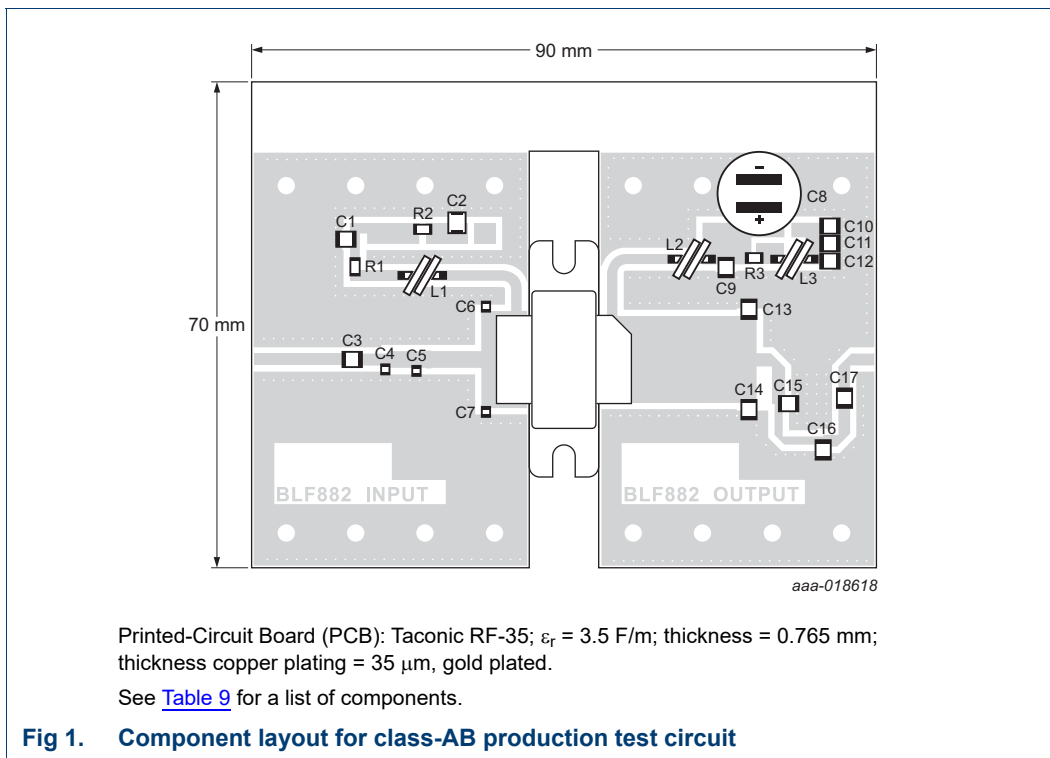 90 mm
70 mm
C1
R2
C2
R1
L1
C6
C3
C4
C5
C7
-
+
C8
L2
C9
R3
L3
C10
C11
C12
C13
C14
C15
C17
C16
BLF882 INPUT
BLF882 OUTPUT
aaa-018618
Printed-Circuit Board (PCB): Taconic RF-35; εr = 3.5 F/m; thickness = 0.765 mm;
thickness copper plating = 35 μm, gold plated.
See Table 9 for a list of components.
Fig 1. Component layout for class-AB production test circuit